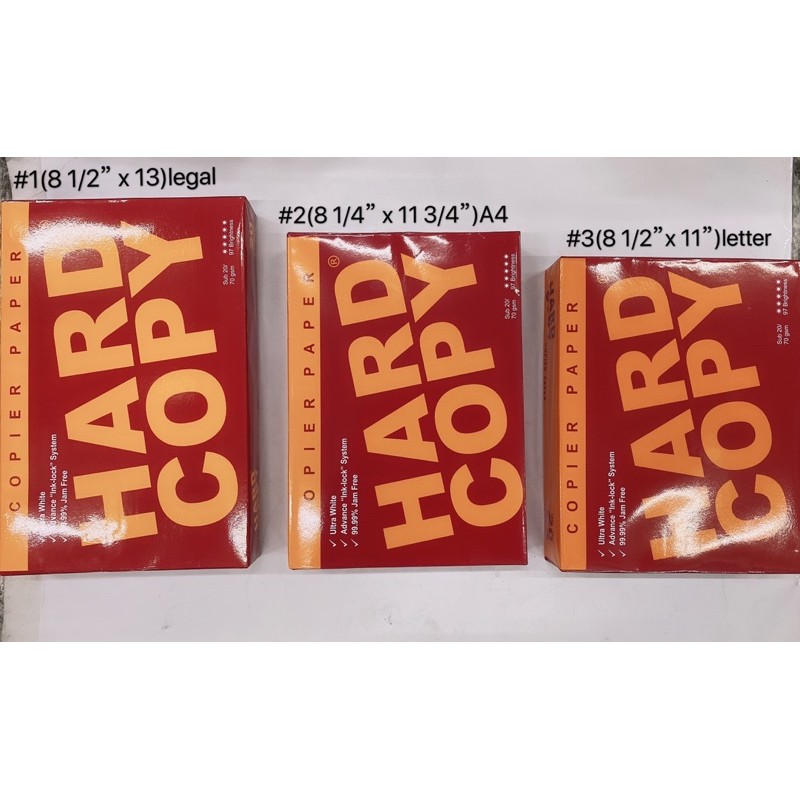 #1(8 1/2” x 13)legal
#2(8 1/4” x 11 3/4”)A4
#3(8 1/2”x 11”)letter
COPIER PAPER
HARD
COPY
Ultra White
✓ Advance "Ink-lock" System
✓ 99.99% Jam Free
Sub 20/
70 gsm
★★★★★
97 Brightness
COPIER PAPER
HARD
®
COPY
✓ Ultra White
✓ Advance "Ink-lock" System
✓ 99.99% Jam Free
Sub 20/
70 gsm
★★★★★
97 Brightness
COPIER PAPER
HARD
COPY
✓ Ultra White
✓ Advance "Ink-lock" System
✓ 99.99% Jam Free
Sub 20/
70 gsm
★★★★★
97 Brightness